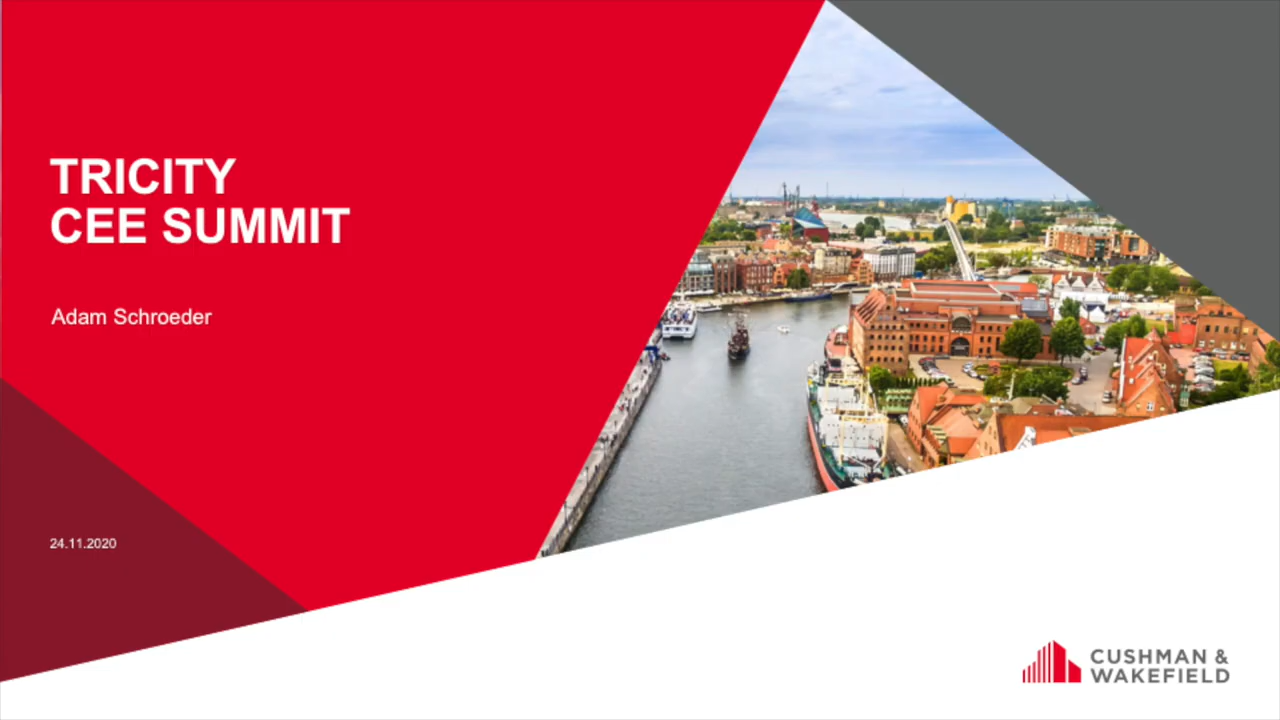 TRICITY
CEE SUMMIT
Adam Schroeder
24.11.2020
CUSHMAN &
WAKEFIELD